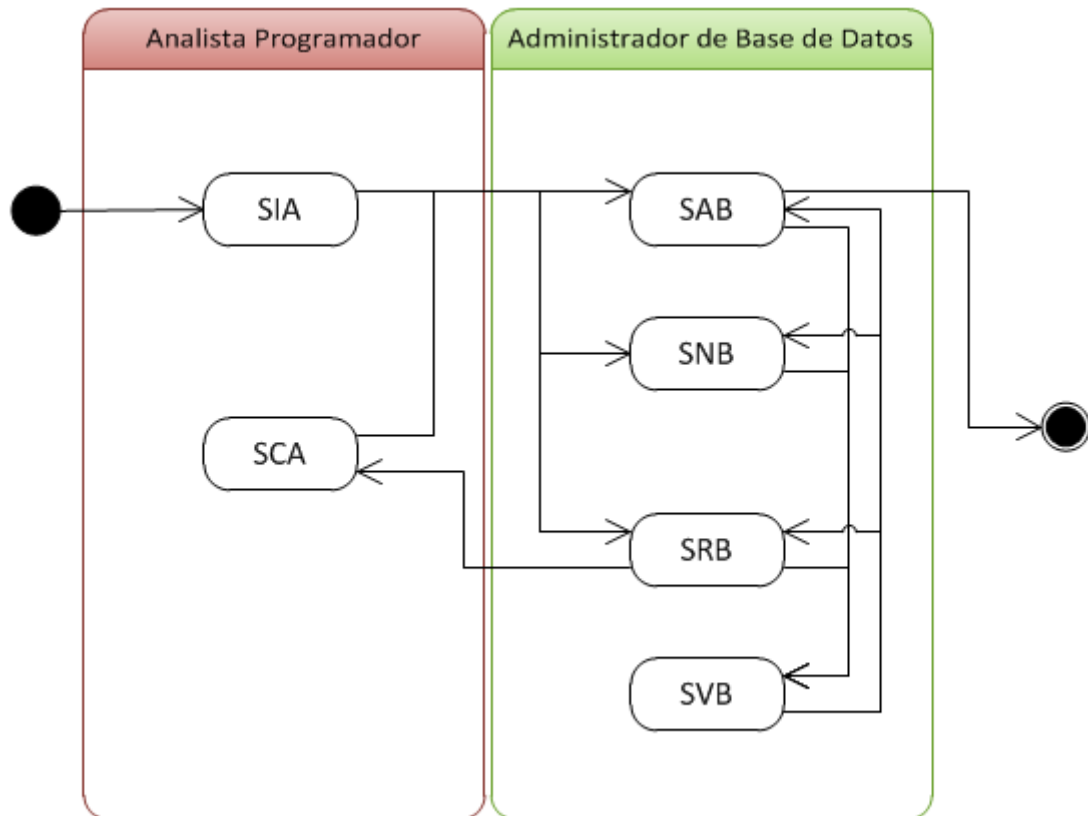 Analista Programador
Administrador de Base de Datos
SIA
SAB
SNB
SCA
SRB
SVB